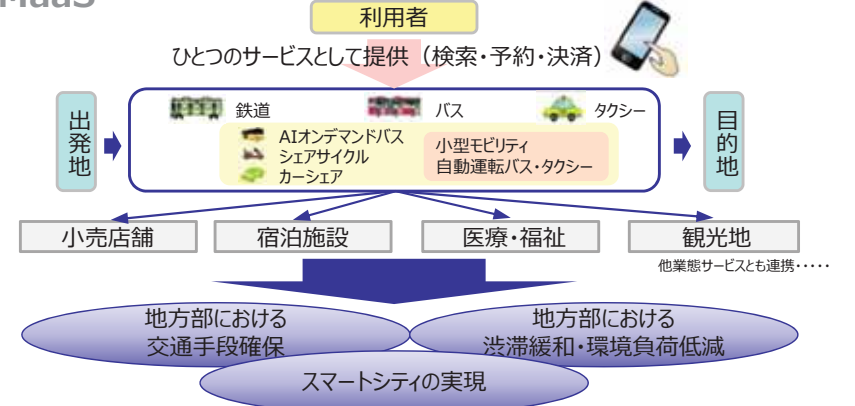 MaaS
利用者
ひとつのサービスとして提供（検索・予約・決済）
出発地
鉄道
バス
タクシー
AIオンデマンドバス
シェアサイクル
カーシェア
小型モビリティ
自動運転バス・タクシー
目的地
小売店舗
宿泊施設
医療・福祉
観光地
他業態サービスとも連携・・・・・
地方部における
交通手段確保
地方部における
渋滞緩和・環境負荷低減
スマートシティの実現